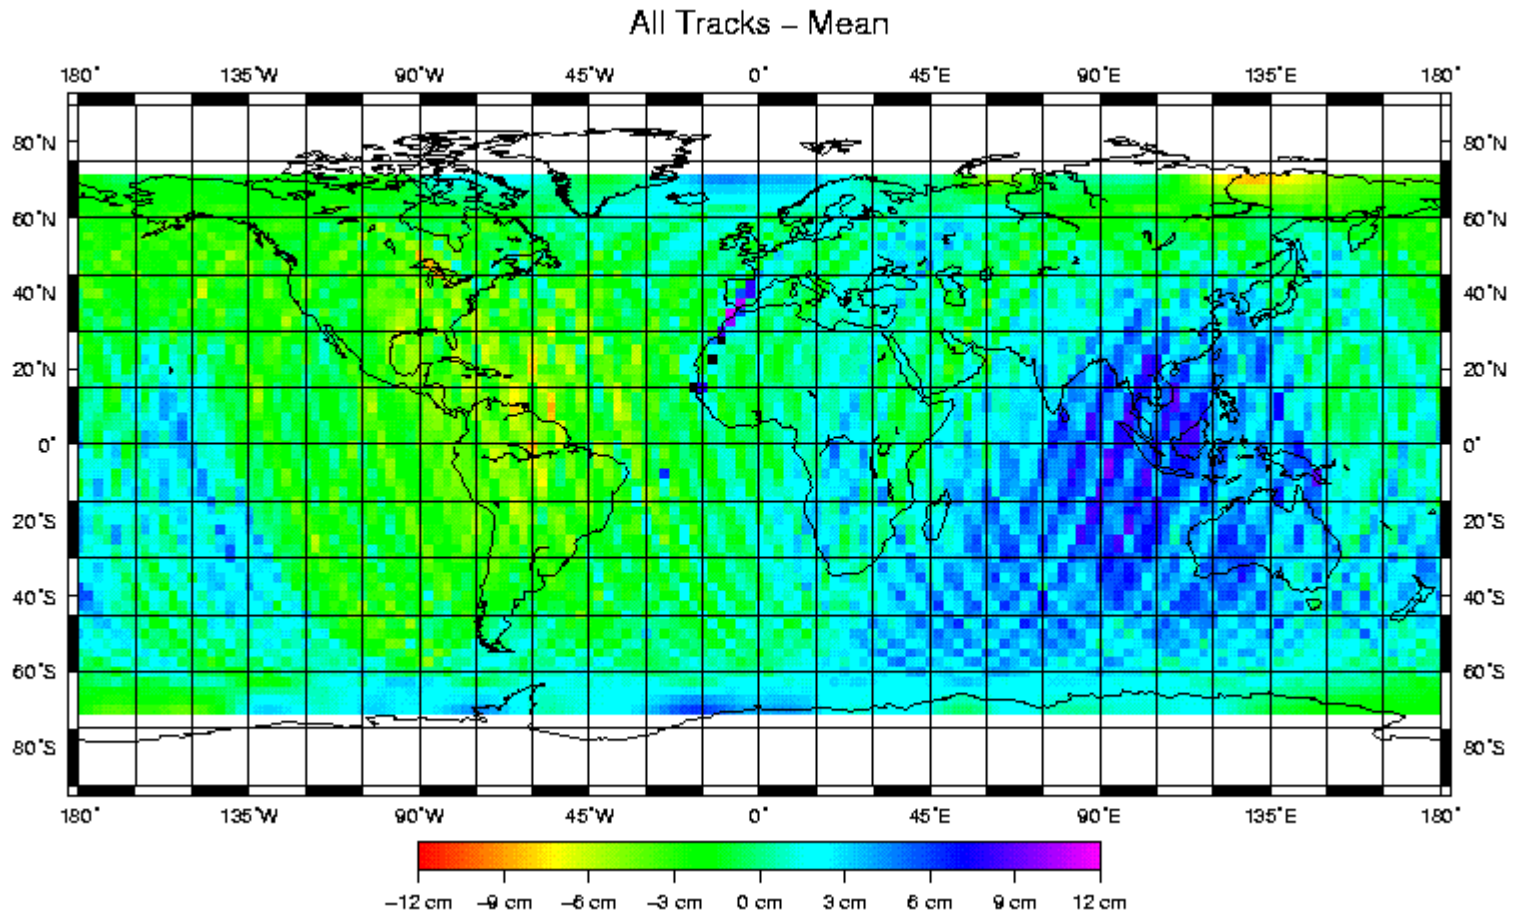 All Tracks – Mean
180° 135°W 90°W 45°W 0° 45°E 90°E 135°E 180°
80°N 80°N
60°N 60°N
40°N 40°N
20°N 20°N
0° 0°
20°S 20°S
40°S 40°S
60°S 60°S
80°S 80°S
180° 135°W 90°W 45°W 0° 45°E 90°E 135°E 180°
−12 cm −9 cm −6 cm −3 cm 0 cm 3 cm 6 cm 9 cm 12 cm